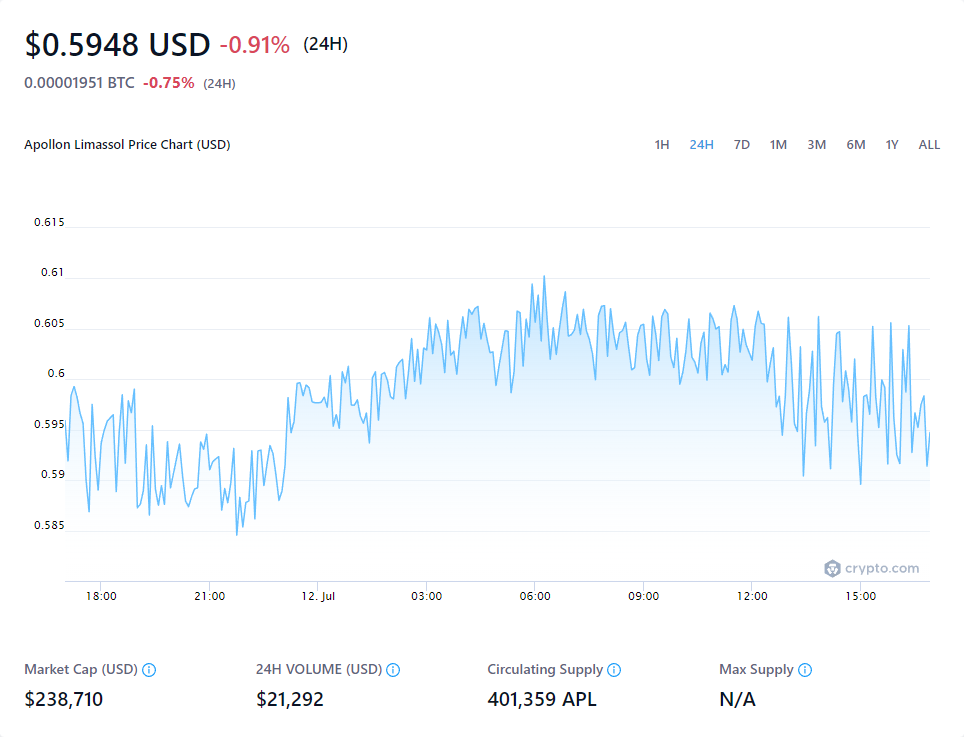 $0.5948 USD -0.91% (24H)
0.00001951 BTC -0.75% (24H)
Apollon Limassol Price Chart (USD) 1H 24H 7D 1M 3M 6M 1Y ALL
0.615
0.61
0.605
0.6
0.595
0.59
0.585
crypto.com
18:00 21:00 12. Jul 03:00 06:00 09:00 12:00 15:00
Market Cap (USD) 24H VOLUME (USD) Circulating Supply Max Supply
$238,710 $21,292 401,359 APL N/A